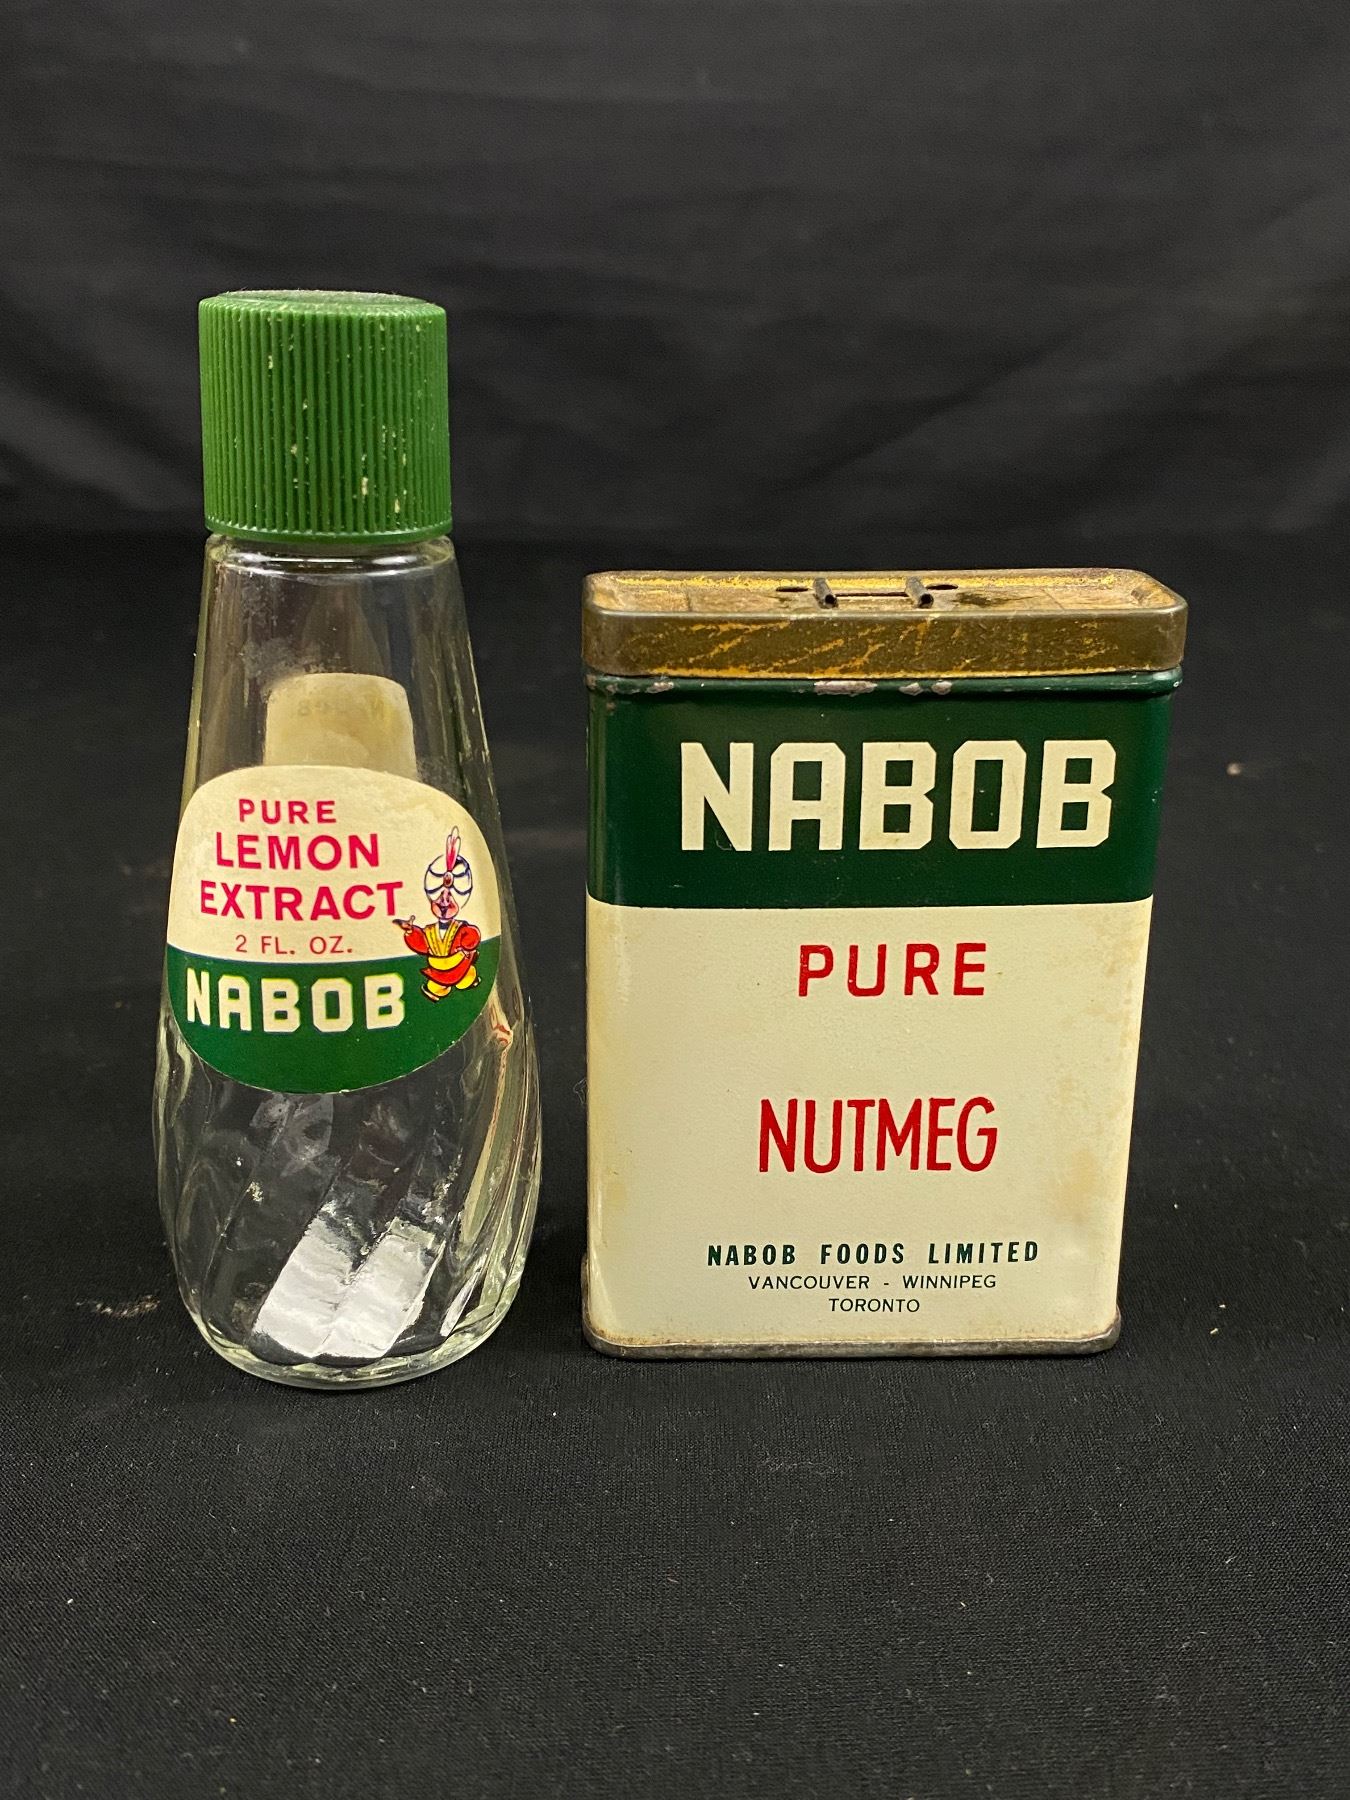 PURE
LEMON
EXTRACT
2 FL. OZ.
NABOB
NABOB
PURE
NUTMEG
NABOB FOODS LIMITED
VANCOUVER - WINNIPEG
TORONTO